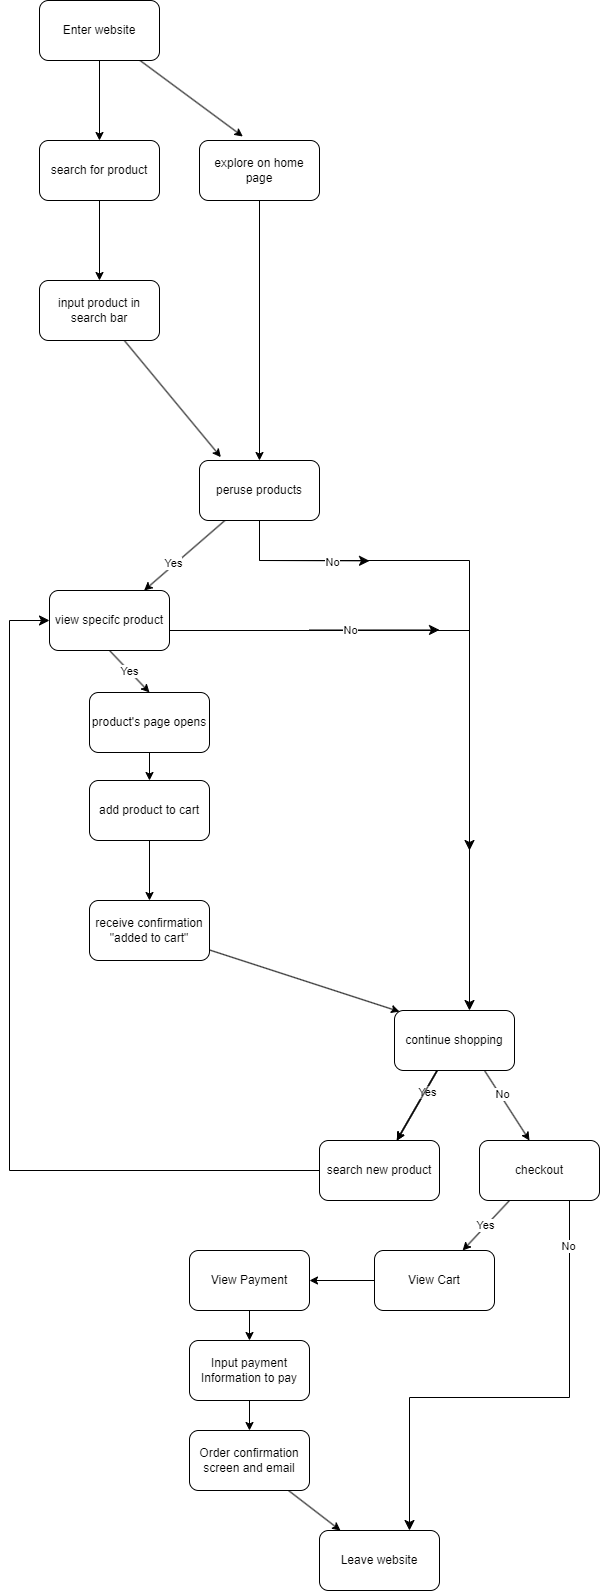 Enter website
search for product
explore on home
page
input product in
search bar
peruse products
Yes
No
view specifc product
No
Yes
product's page opens
add product to cart
receive confirmation
"added to cart"
continue shopping
Yes
No
search new product
checkout
Yes
No
View Payment
View Cart
Input payment
Information to pay
Order confirmation
screen and email
Leave website